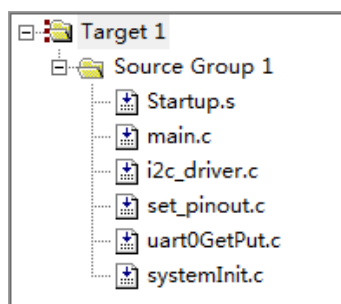 Target 1
Source Group 1
Startup.s
main.c
i2c_driver.c
set_pinout.c
uart0GetPut.c
systemInit.c